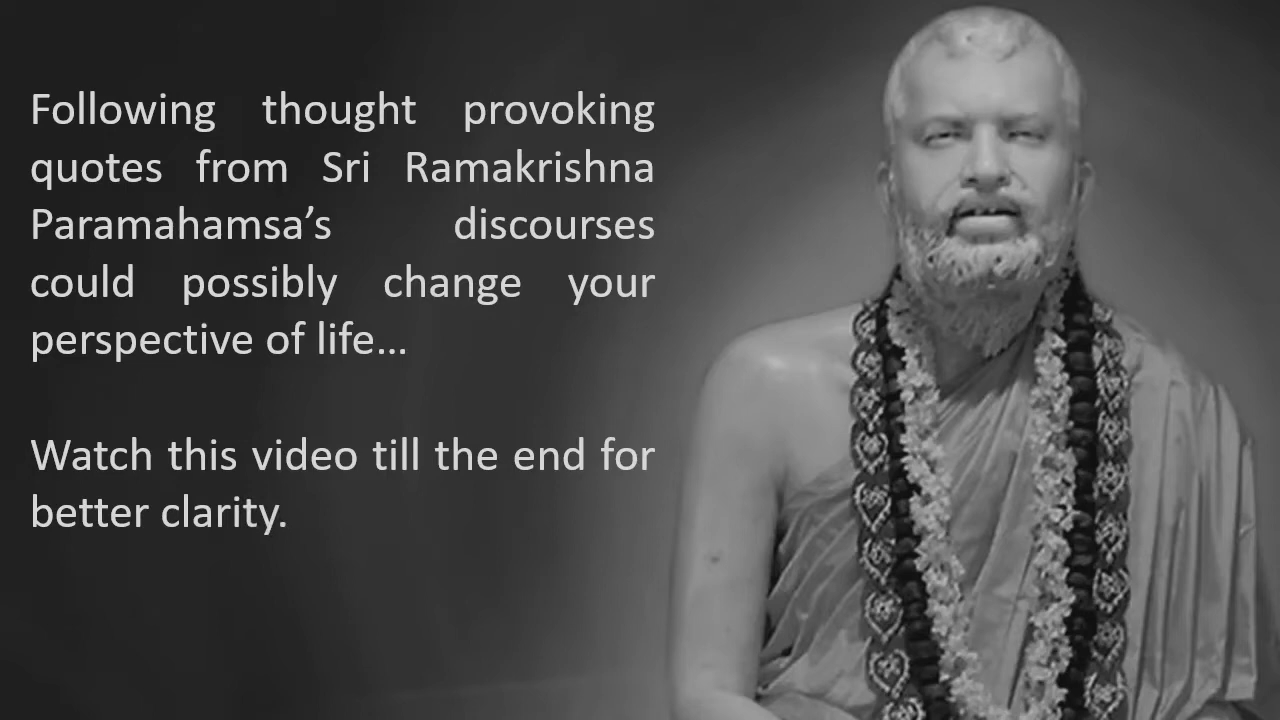 Following thought provoking
quotes from Sri Ramakrishna
Paramahamsa’s discourses
could possibly change your
perspective of life...
Watch this video till the end for
better clarity.